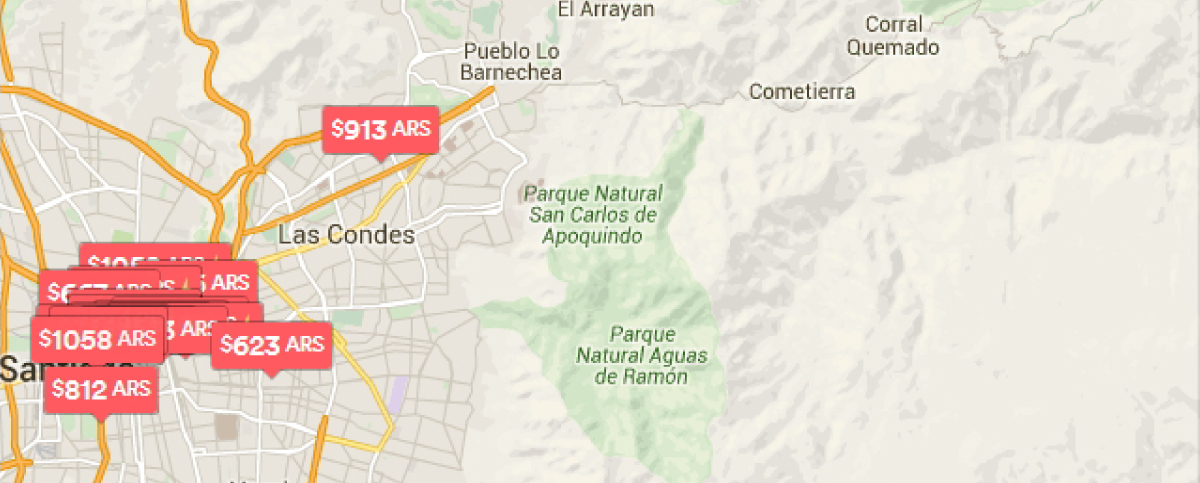 El Arrayan
Corral
Quemado
Pueblo Lo
Barnechea
Cometierra
$913 ARS
Parque Natural
San Carlos de
Apoquindo
Las Condes
ARS
$1058 ARS
$623 ARS
Parque
Natural Aguas
de Ramón
$812 ARS